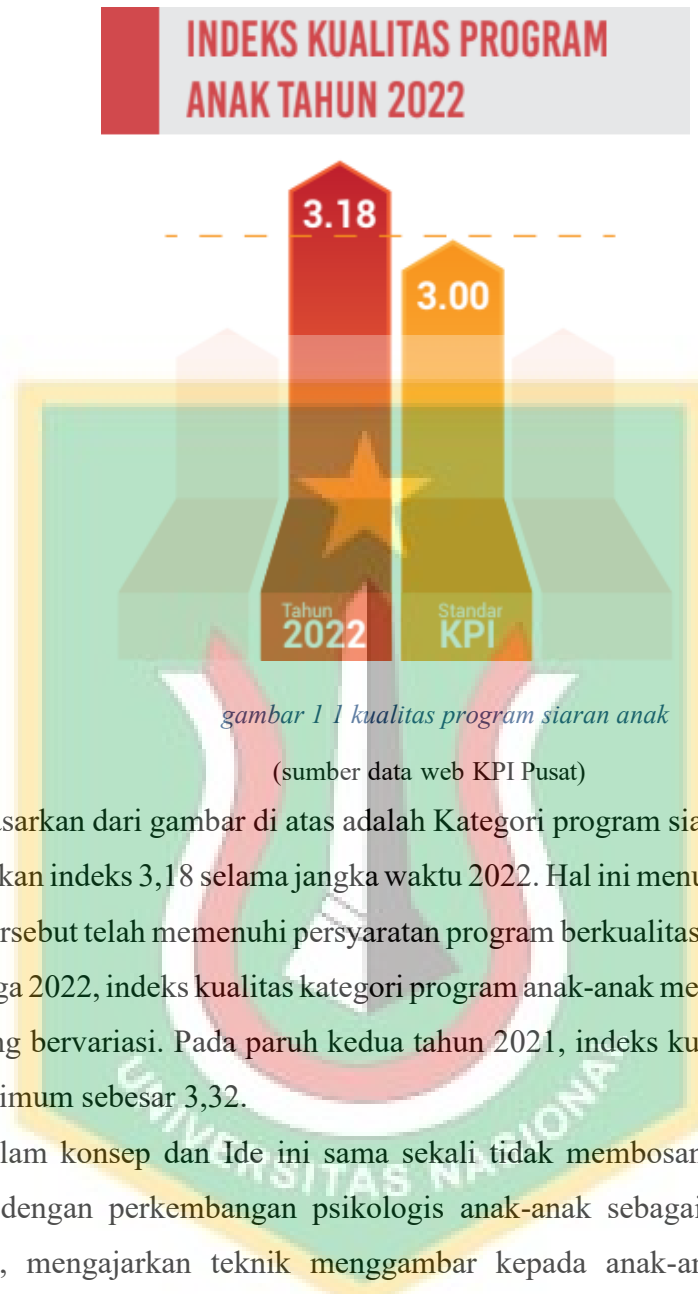 INDEKS KUALITAS PROGRAM
ANAK TAHUN 2022
3.18
3.00
Tahun
2022
Standar
KPI
gambar 1 1 kualitas program siaran anak
(sumber data web KPI Pusat)
sarkan dari gambar di atas adalah Kategori program sia
kan indeks 3,18 selama jangka waktu 2022. Hal ini menu
ersebut telah memenuhi persyaratan program berkualitas
ga 2022, indeks kualitas kategori program anak-anak me
ng bervariasi. Pada paruh kedua tahun 2021, indeks ku
imum sebesar 3,32.
lam konsep dan Ide ini sama sekali tidak membosan
dengan perkembangan psikologis anak-anak sebagai
, mengajarkan teknik menggambar kepada anak-an
UNIVERSITAS NASIONAL